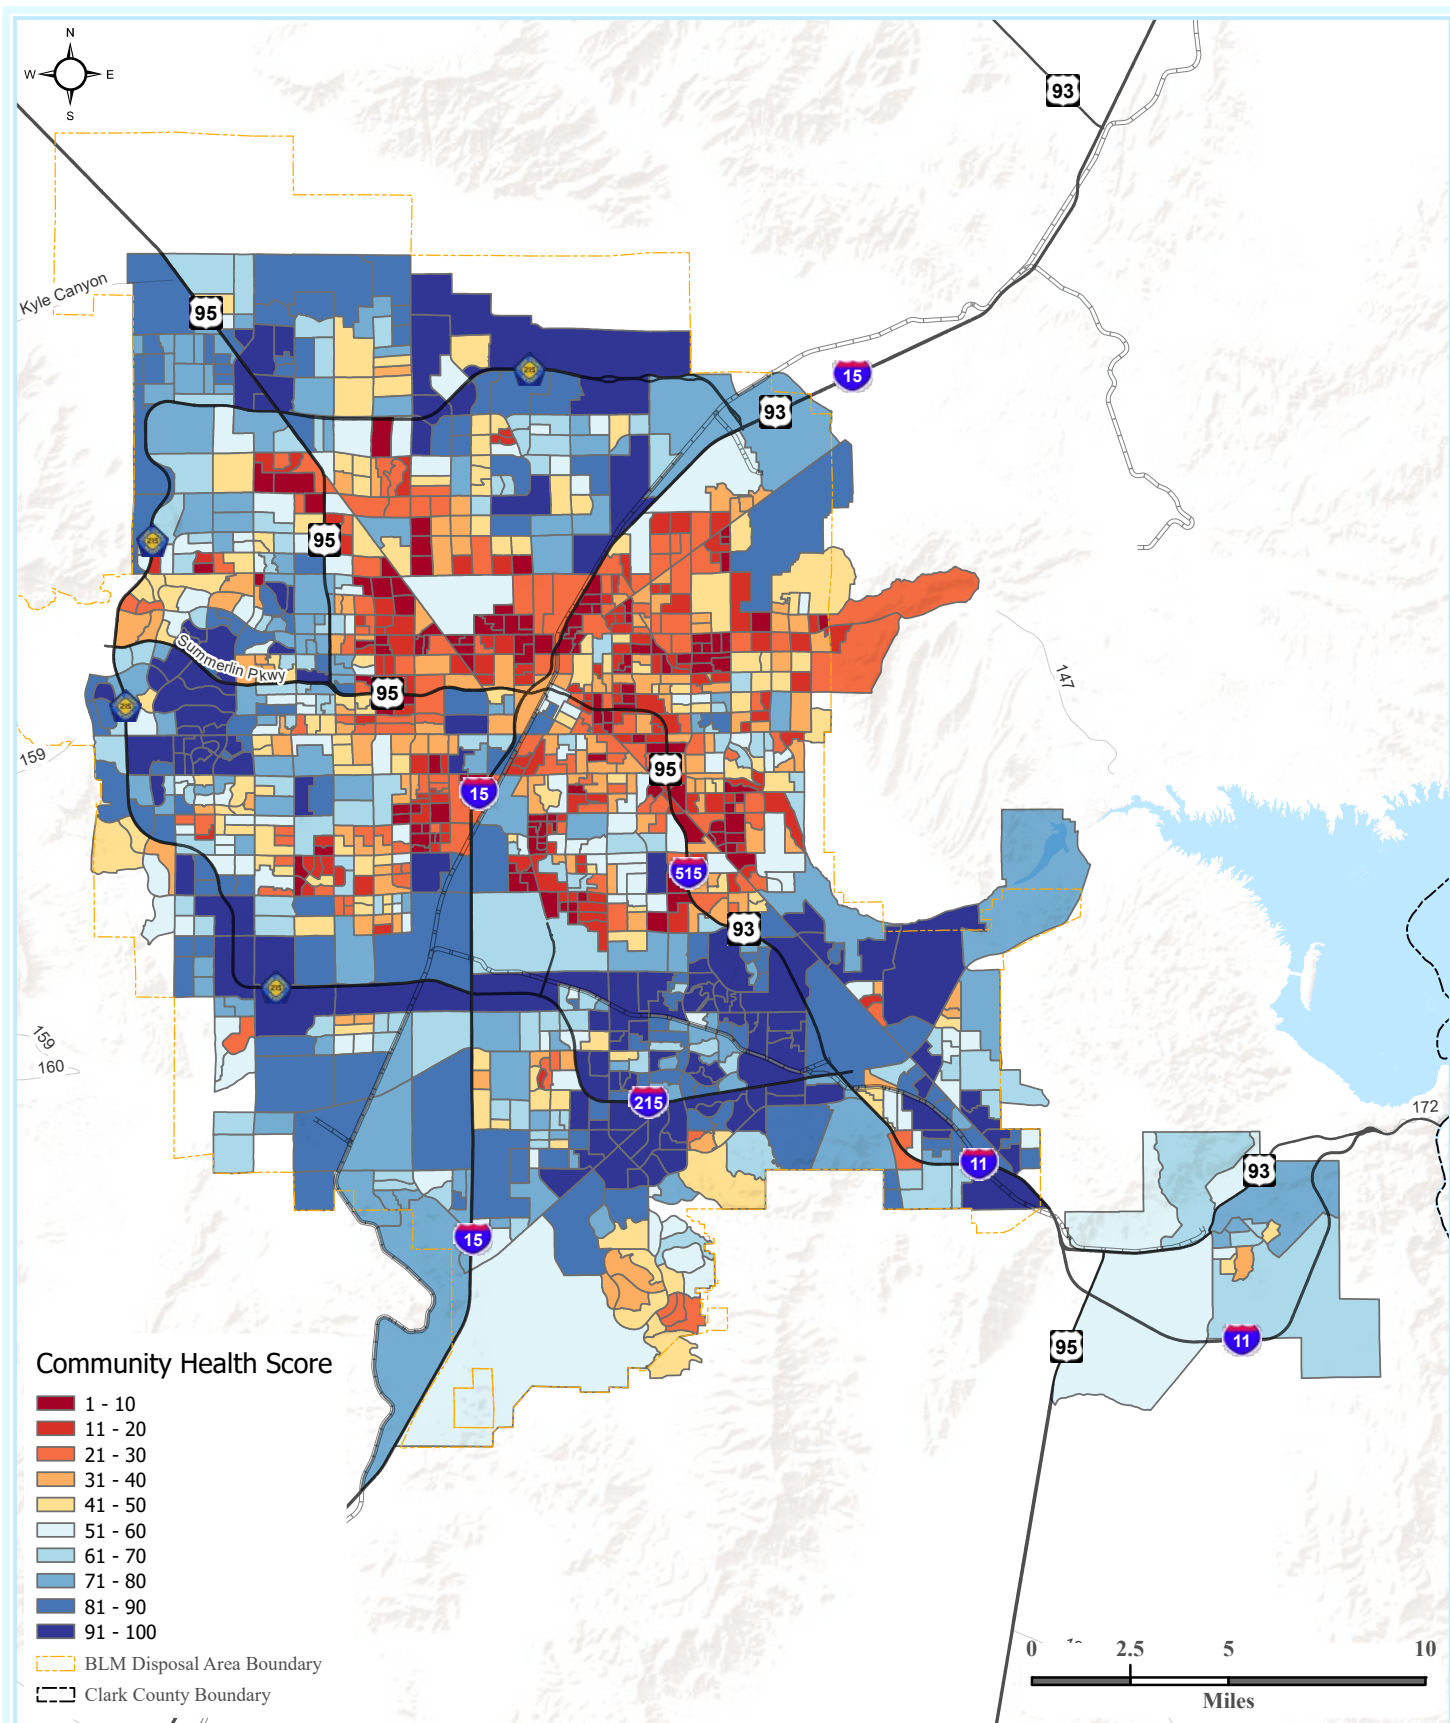 N
W E
S
93
Kyle Canyon
95
215
15
93
95
215
Summerlin Pkwy
147
95
215
159
95
15
515
93
215
159
160
215
172
11
93
15
11
95
Community Health Score
1 - 10
11 - 20
21 - 30
31 - 40
41 - 50
51 - 60
61 - 70
71 - 80
81 - 90
91 - 100
BLM Disposal Area Boundary
Clark County Boundary
0 2.5 5 10
Miles